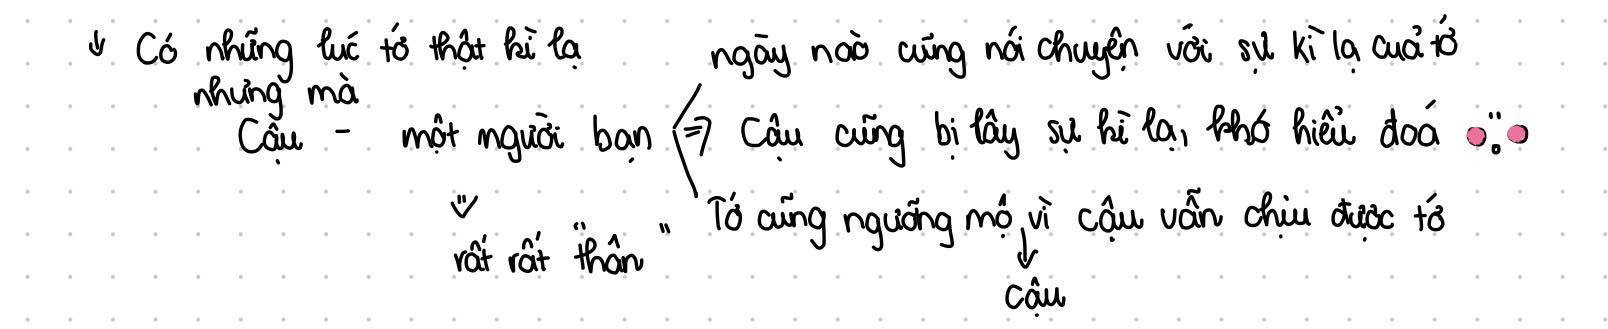 Có những lúc tớ thật kì lạ
nhưng mà
Cậu - một người bạn
rất rất "thân"
ngày nào cũng nói chuyện với sự kì lạ cuả tớ
=> Cậu cũng bị lây sự kì lạ, khó hiểu đoá
Tớ cũng ngưỡng mộ vì cậu vẫn chịu được tớ
cậu